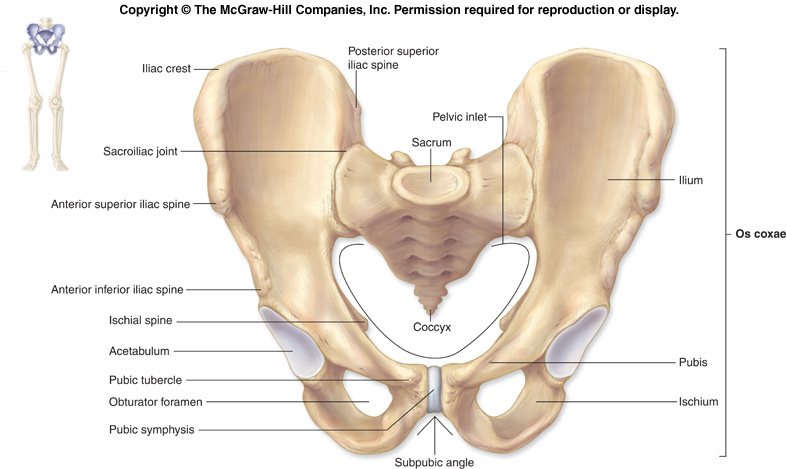 Copyright © The McGraw-Hill Companies, Inc. Permission required for reproduction or display.
Posterior superior
iliac spine
Iliac crest
Pelvic inlet
Sacrum
Sacroiliac joint
Ilium
Anterior superior iliac spine
Os coxae
Anterior inferior iliac spine
Ischial spine
Coccyx
Acetabulum
Pubis
Pubic tubercle
Obturator foramen
Ischium
Pubic symphysis
Subpubic angle